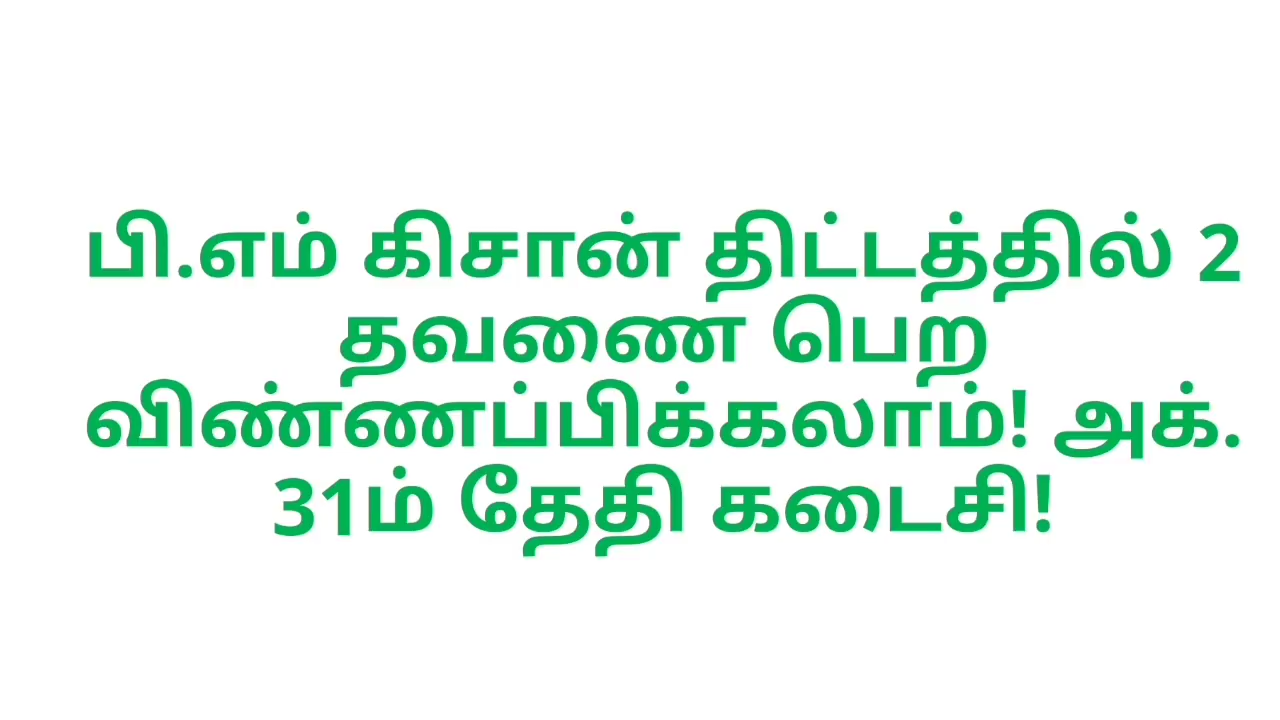 பி.எம் கிசான் திட்டத்தில் 2
தவணை பெற
விண்ணப்பிக்கலாம்! அக்.
31ம் தேதி கடைசி!